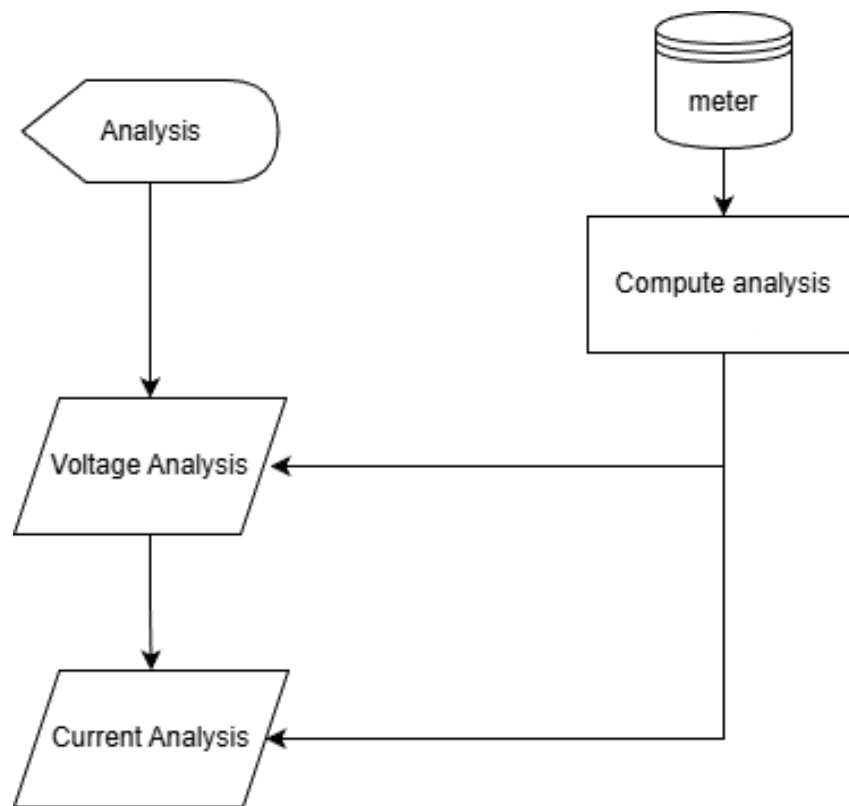 meter
Analysis
Compute analysis
Voltage Analysis
Current Analysis